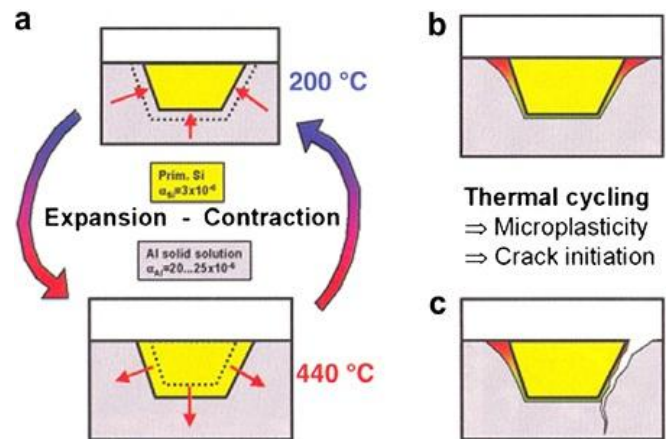 a
200 °C
Prim. Si
αSi=3x10⁻⁶
Expansion - Contraction
Al solid solution
αAl=20...25x10⁻⁶
440 °C
b
Thermal cycling
⇒ Microplasticity
⇒ Crack initiation
c